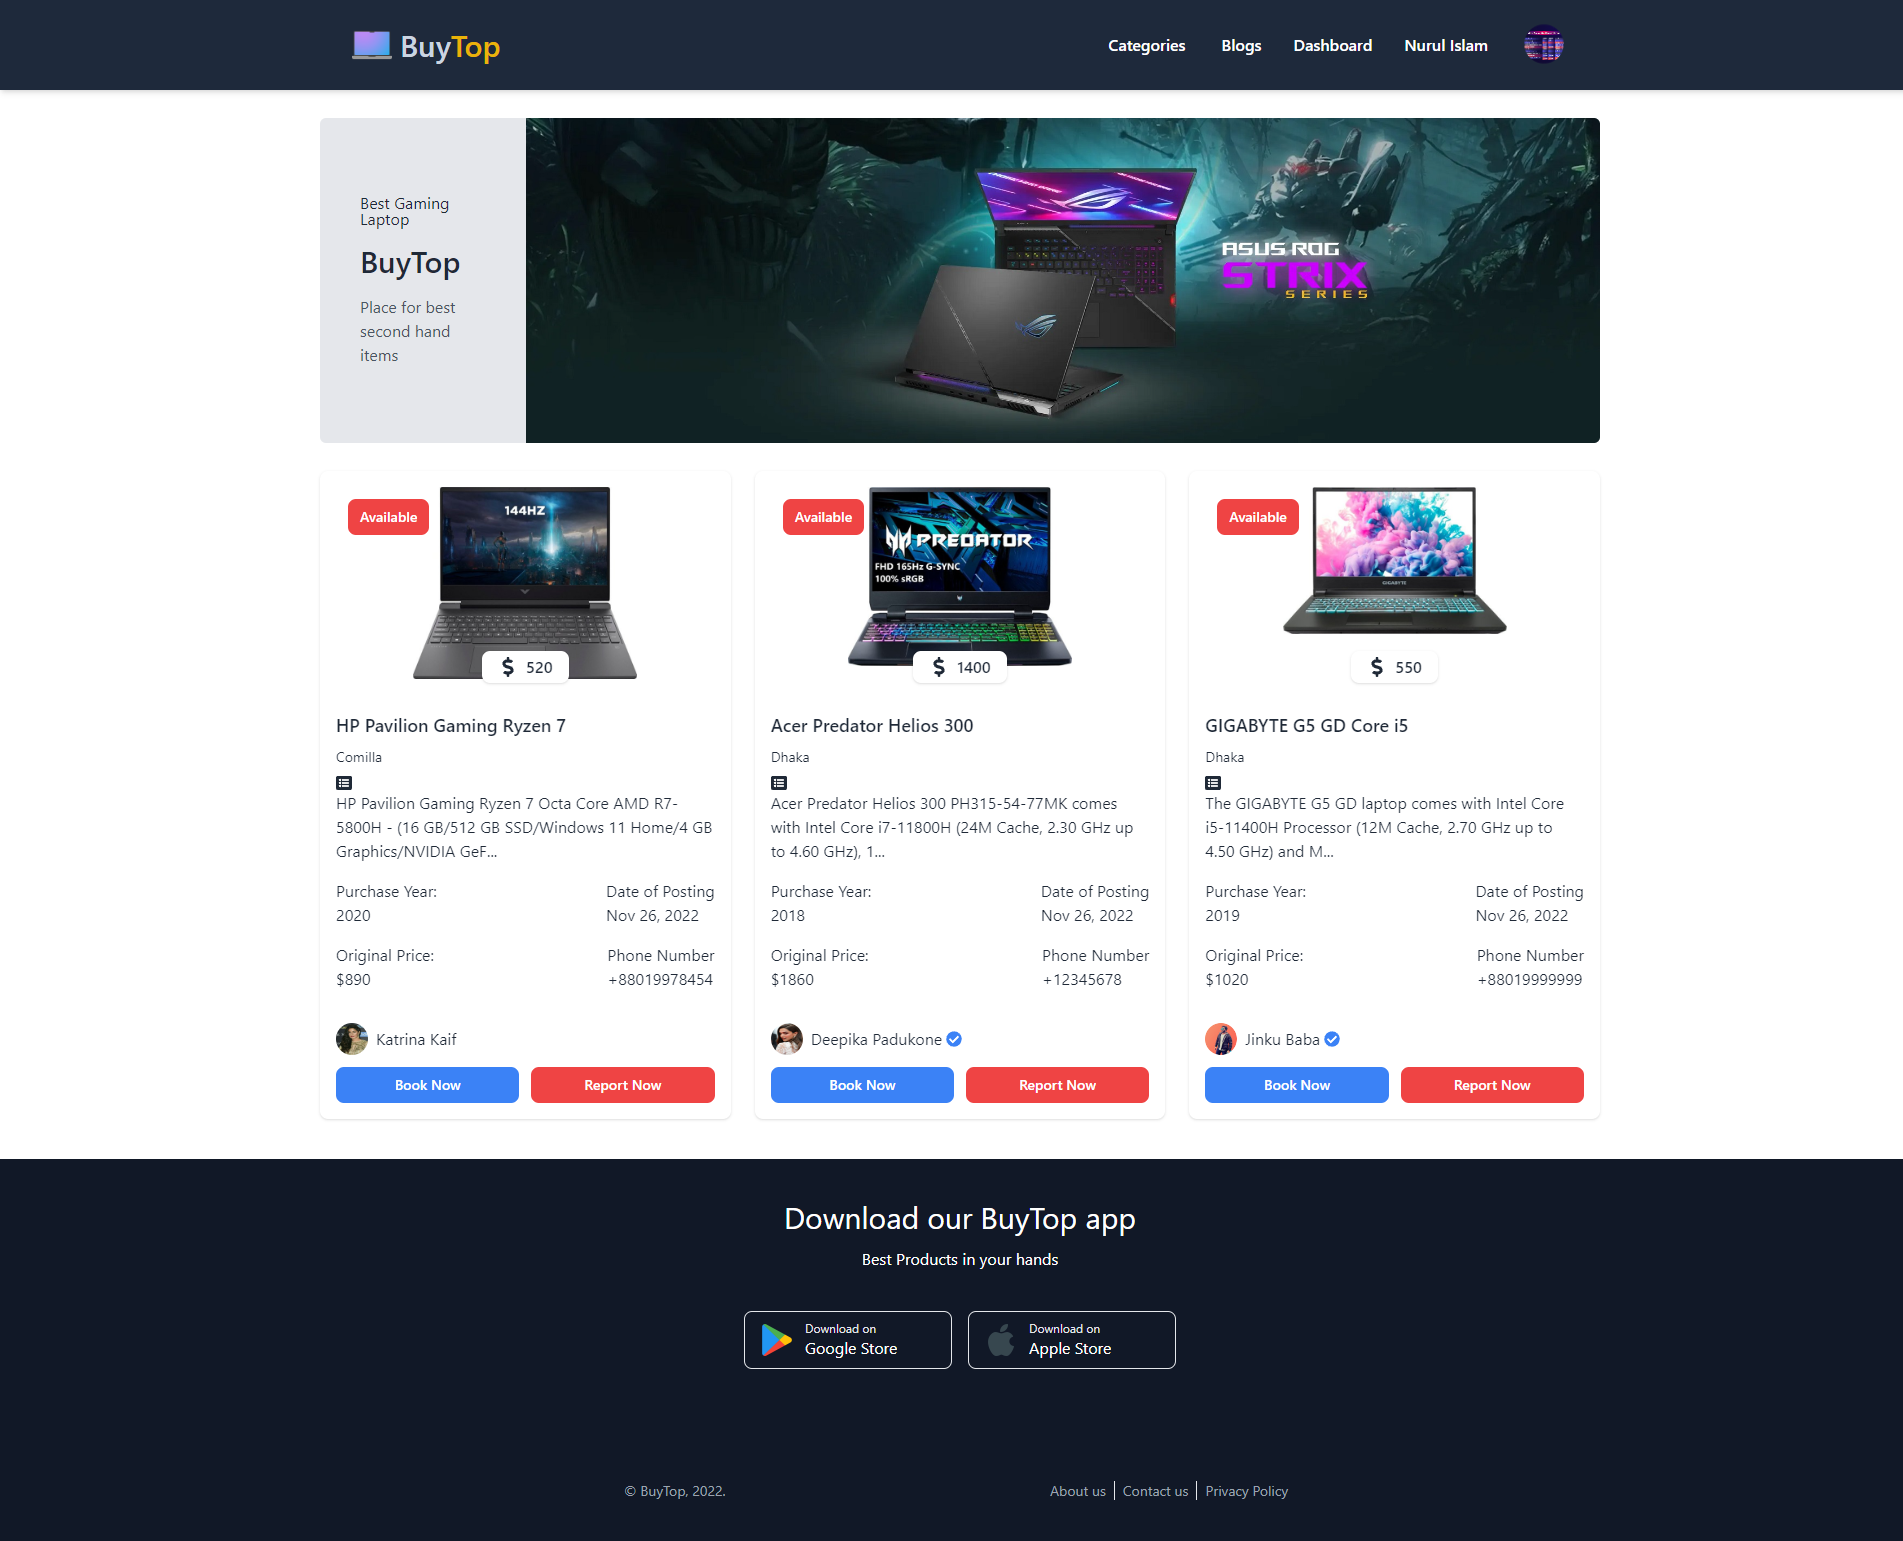 BuyTop
Categories
Blogs
Dashboard
Nurul Islam
Best Gaming
Laptop
BuyTop
Place for best
second hand
items
ASUS ROG
STRIX
SERIES
Available
144HZ
$ 520
HP Pavilion Gaming Ryzen 7
Comilla
HP Pavilion Gaming Ryzen 7 Octa Core AMD R7-
5800H - (16 GB/512 GB SSD/Windows 11 Home/4 GB
Graphics/NVIDIA GeF...
Purchase Year:
2020
Date of Posting
Nov 26, 2022
Original Price:
$890
Phone Number
+88019978454
Katrina Kaif
Book Now
Report Now
Available
PREDATOR
FHD 165Hz G-SYNC
100% sRGB
$ 1400
Acer Predator Helios 300
Dhaka
Acer Predator Helios 300 PH315-54-77MK comes
with Intel Core i7-11800H (24M Cache, 2.30 GHz up
to 4.60 GHz), 1...
Purchase Year:
2018
Date of Posting
Nov 26, 2022
Original Price:
$1860
Phone Number
+12345678
Deepika Padukone
Book Now
Report Now
Available
GIGABYTE
$ 550
GIGABYTE G5 GD Core i5
Dhaka
The GIGABYTE G5 GD laptop comes with Intel Core
i5-11400H Processor (12M Cache, 2.70 GHz up to
4.50 GHz) and M...
Purchase Year:
2019
Date of Posting
Nov 26, 2022
Original Price:
$1020
Phone Number
+88019999999
Jinku Baba
Book Now
Report Now
Download our BuyTop app
Best Products in your hands
Download on
Google Store
Download on
Apple Store
© BuyTop, 2022.
About us
Contact us
Privacy Policy